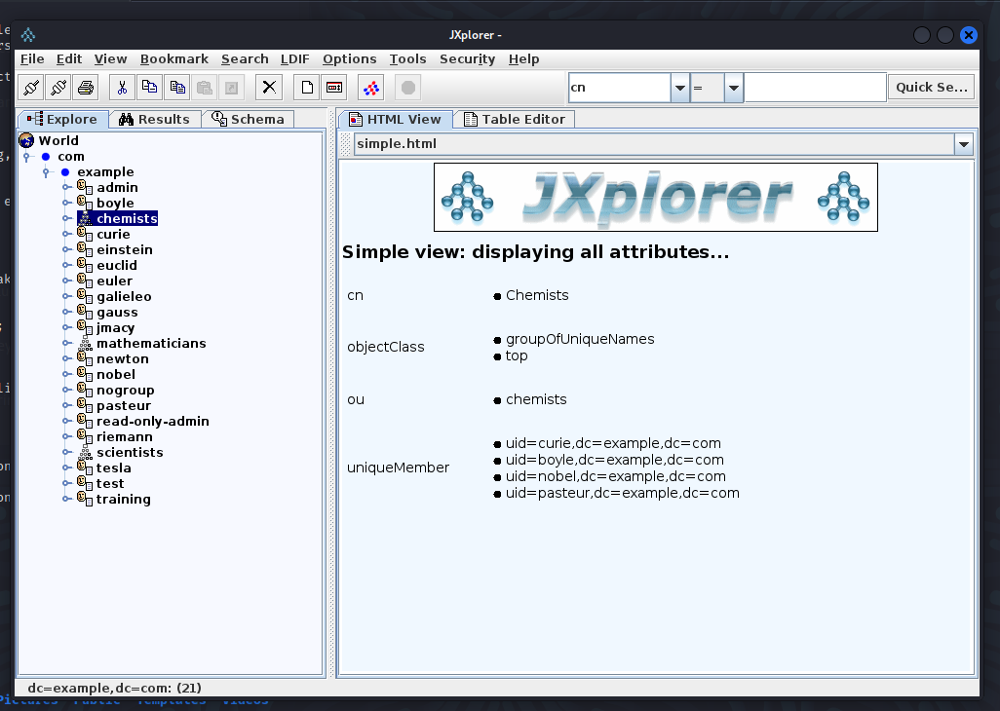 JXplorer -
File Edit View Bookmark Search LDIF Options Tools Security Help
cn = Quick Se...
Explore Results Schema HTML View Table Editor
simple.html
World
com
example
admin
boyle
chemists
curie
einstein
euclid
euler
galieleo
gauss
jmacy
mathematicians
newton
nobel
nogroup
pasteur
read-only-admin
riemann
scientists
tesla
test
training
JXplorer
Simple view: displaying all attributes...
cn Chemists
objectClass groupOfUniqueNames
top
ou chemists
uniqueMember uid=curie,dc=example,dc=com
uid=boyle,dc=example,dc=com
uid=nobel,dc=example,dc=com
uid=pasteur,dc=example,dc=com
dc=example,dc=com: (21)
Pictures Public Templates Videos